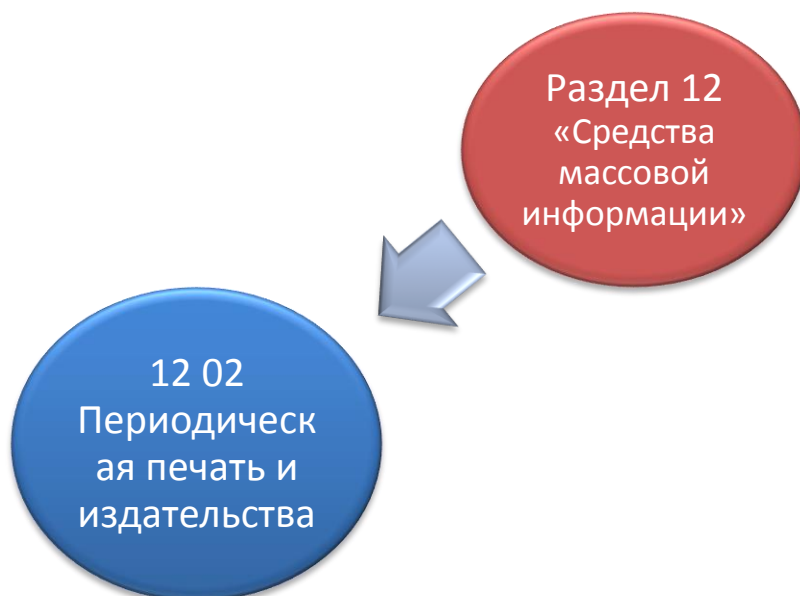 Раздел 12
«Средства
массовой
информации»
12 02
Периодическ
ая печать и
издательства